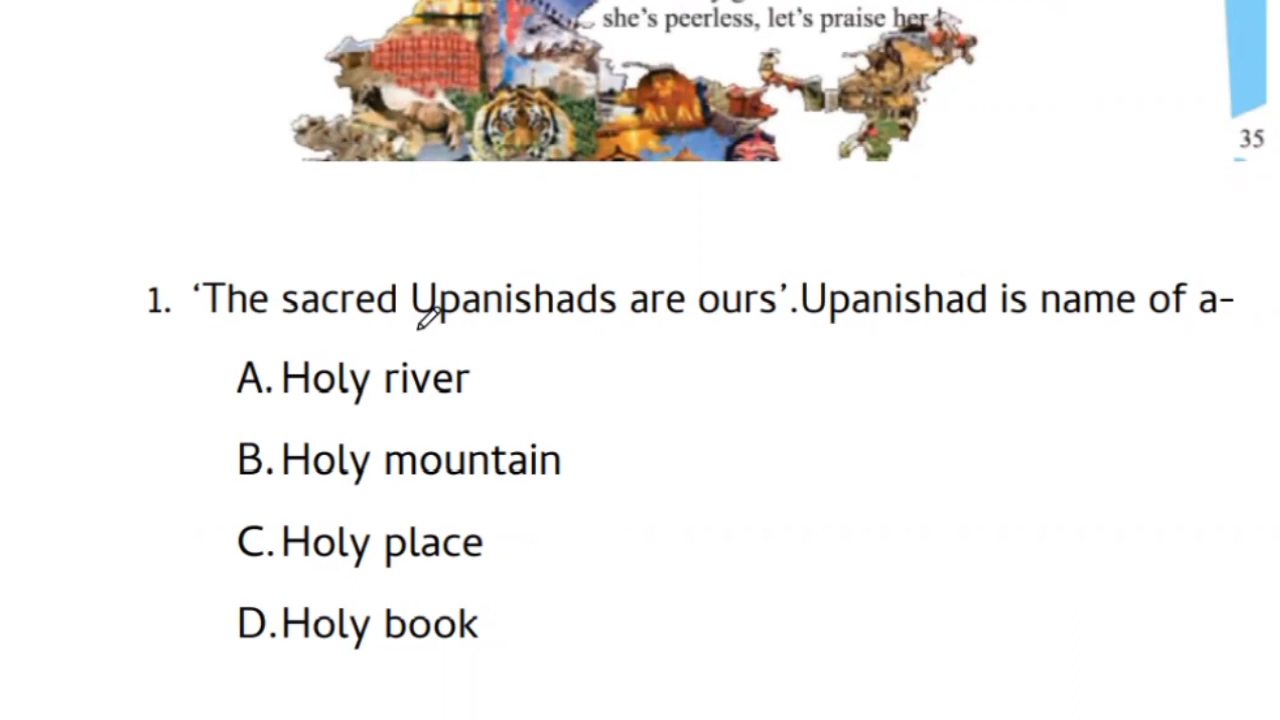 she's peerless, let's praise her !
35
1. ‘The sacred Upanishads are ours’.Upanishad is name of a-
A. Holy river
B. Holy mountain
C. Holy place
D. Holy book